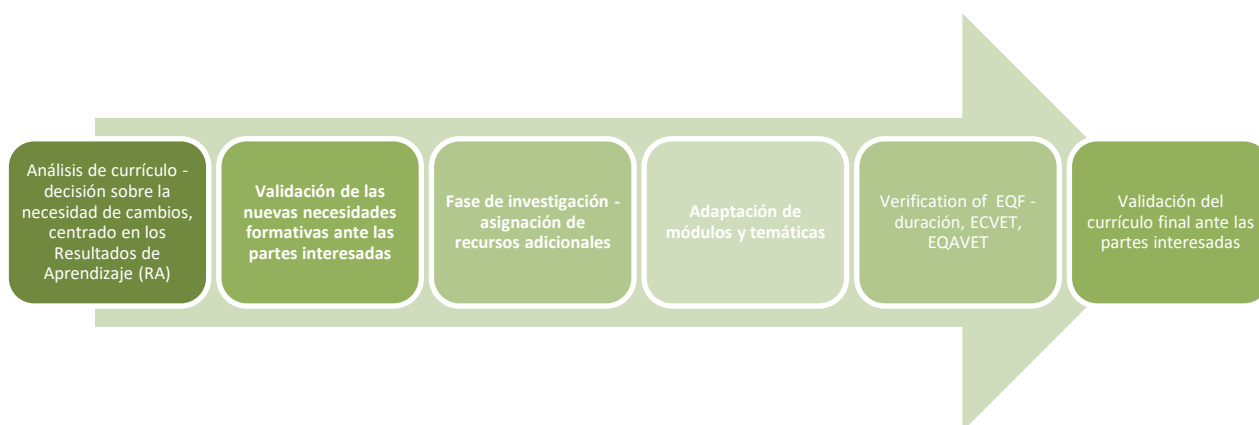 Análisis de currículo -
decisión sobre la
necesidad de cambios,
centrado en los
Resultados de
Aprendizaje (RA)
Validación de las
nuevas necesidades
formativas ante las
partes interesadas
Fase de investigación -
asignación de
recursos adicionales
Adaptación de
módulos y temáticas
Verification of EQF -
duración, ECVET,
EQAVET
Validación del
currículo final ante las
partes interesadas